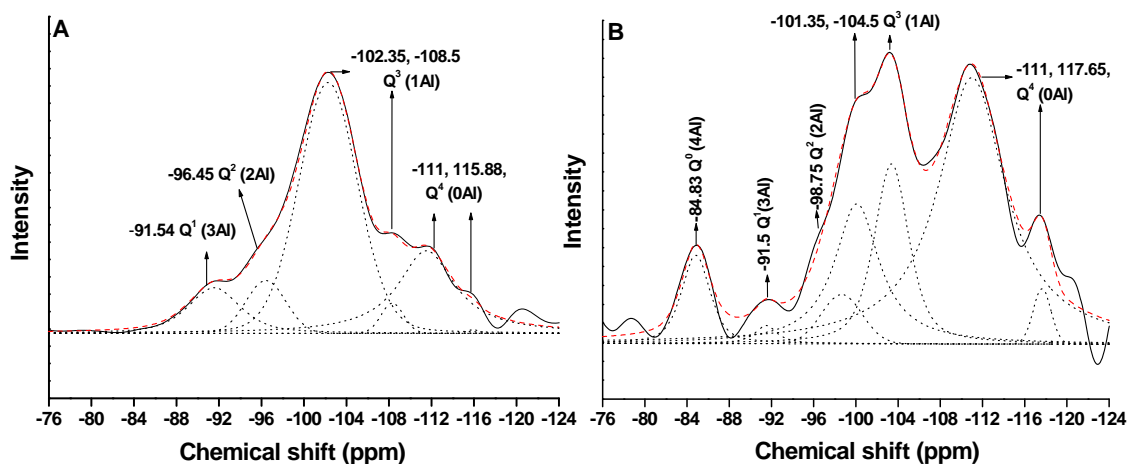 A
-102.35, -108.5
Q³ (1Al)
-96.45 Q² (2Al)
-111, 115.88,
Q⁴ (0Al)
-91.54 Q¹ (3Al)
Intensity
-76 -80 -84 -88 -92 -96 -100 -104 -108 -112 -116 -120 -124
Chemical shift (ppm)
B
-101.35, -104.5 Q³ (1Al)
-111, 117.65,
Q⁴ (0Al)
-84.83 Q⁰ (4Al)
-91.5 Q¹(3Al)
-98.75 Q² (2Al)
Intensity
-76 -80 -84 -88 -92 -96 -100 -104 -108 -112 -116 -120 -124
Chemical shift (ppm)